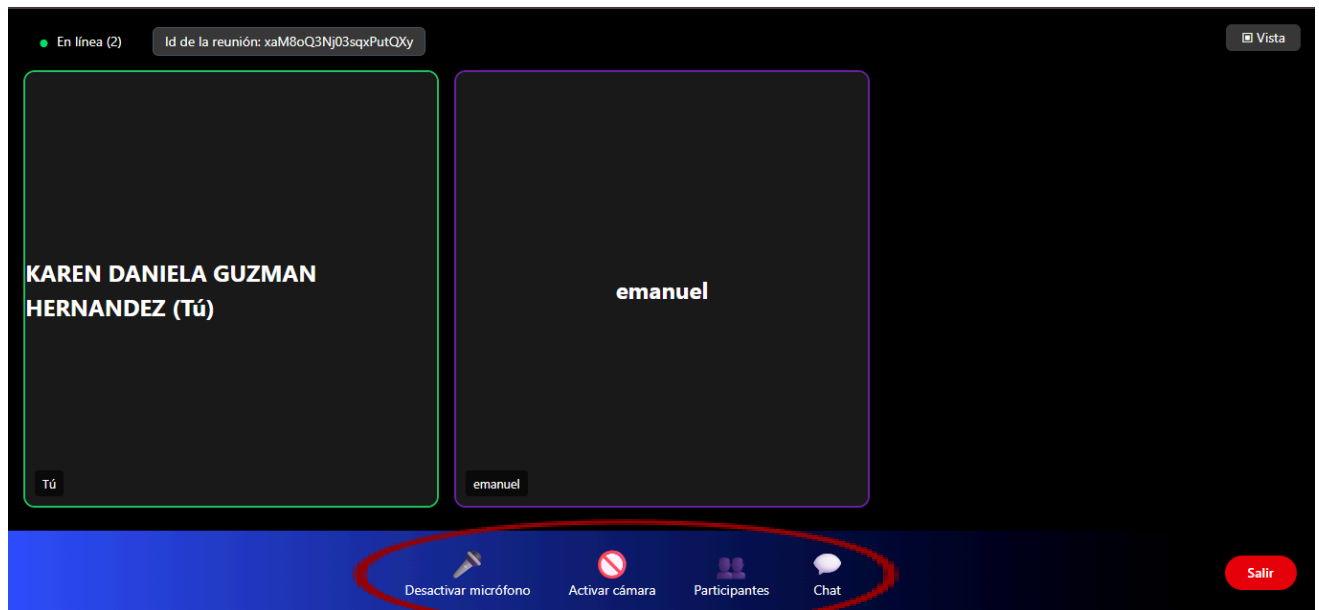 En línea (2)
Id de la reunión: xaM8oQ3Nj03sqxPutQXy
Vista
KAREN DANIELA GUZMAN
HERNANDEZ (Tú)
emanuel
Tú
emanuel
Desactivar micrófono
Activar cámara
Participantes
Chat
Salir